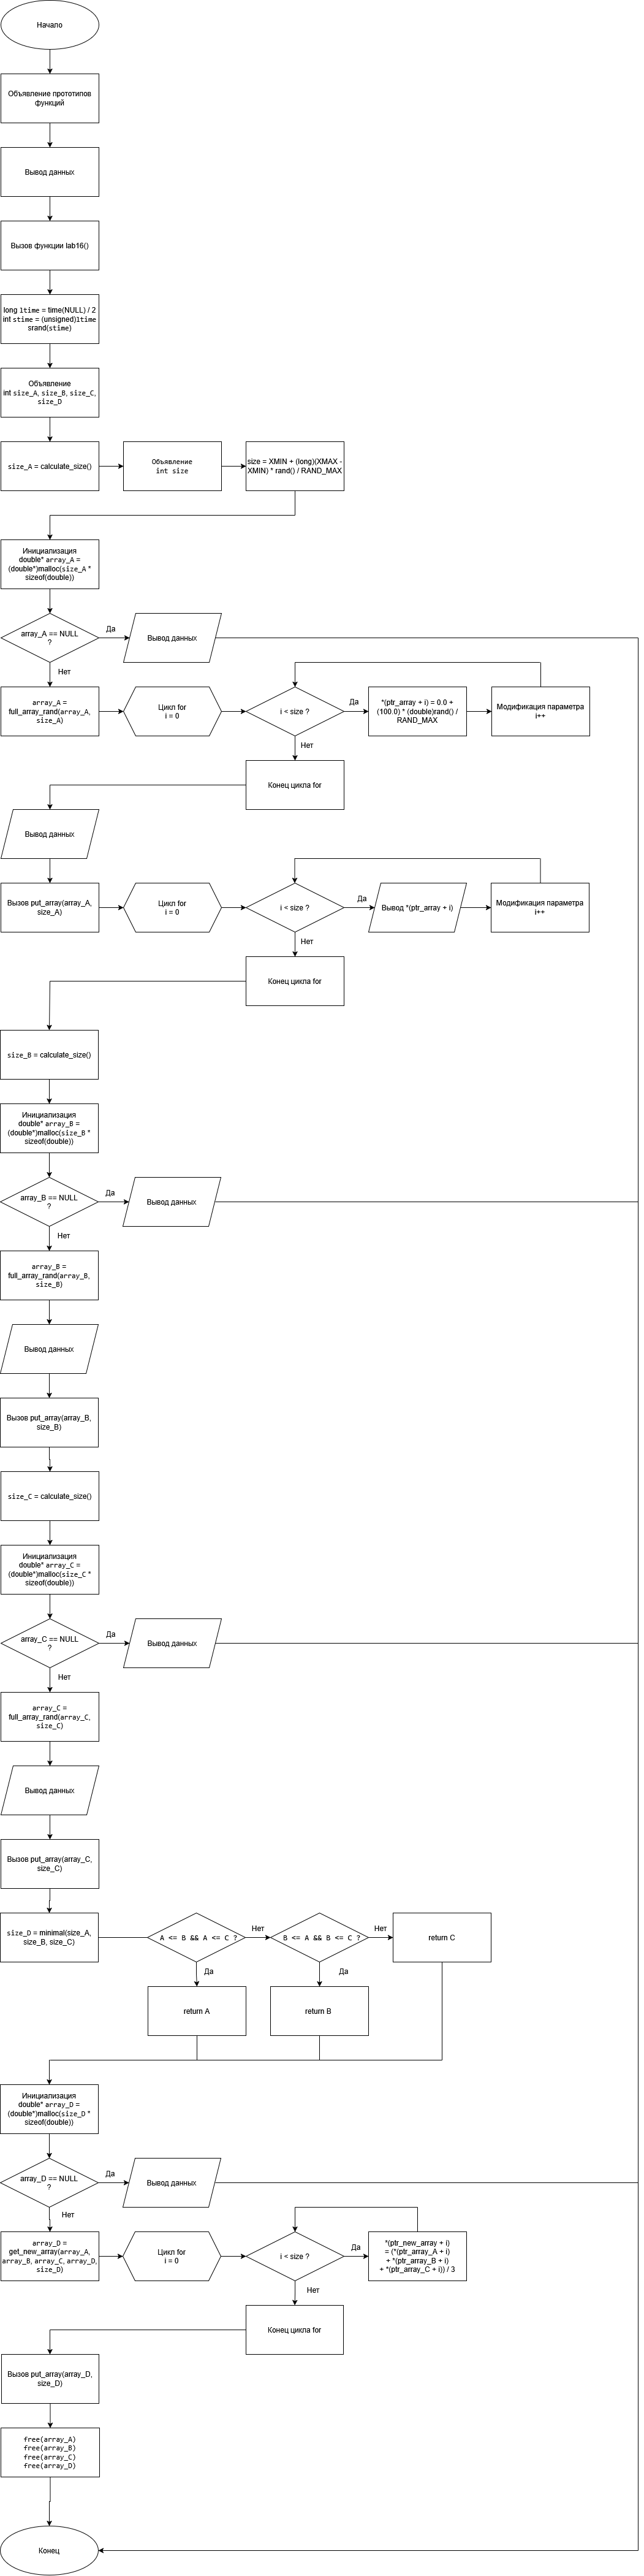 Начало
Объявление прототипов
функций
Вывод данных
Вызов функции lab16()
long ltime = time(NULL) / 2
int stime = (unsigned)ltime
srand(stime)
Объявление
int size_A, size_B, size_C,
size_D
size_A = calculate_size()
Объявление
int size
size = XMIN + (long)(XMAX -
XMIN) * rand() / RAND_MAX
Инициализация
double* array_A =
(double*)malloc(size_A *
sizeof(double))
array_A == NULL
?
Да
Вывод данных
Нет
array_A =
full_array_rand(array_A,
size_A)
Цикл for
i = 0
i < size ?
Да
*(ptr_array + i) = 0.0 +
(100.0) * (double)rand() /
RAND_MAX
Модификация параметра
i++
Нет
Конец цикла for
Вывод данных
Вызов put_array(array_A,
size_A)
Цикл for
i = 0
i < size ?
Да
Вывод *(ptr_array + i)
Модификация параметра
i++
Нет
Конец цикла for
size_B = calculate_size()
Инициализация
double* array_B =
(double*)malloc(size_B *
sizeof(double))
array_B == NULL
?
Да
Вывод данных
Нет
array_B =
full_array_rand(array_B,
size_B)
Вывод данных
Вызов put_array(array_B,
size_B)
size_C = calculate_size()
Инициализация
double* array_C =
(double*)malloc(size_C *
sizeof(double))
array_C == NULL
?
Да
Вывод данных
Нет
array_C =
full_array_rand(array_C,
size_C)
Вывод данных
Вызов put_array(array_C,
size_C)
size_D = minimal(size_A,
size_B, size_C)
A <= B && A <= C ?
Нет
B <= A && B <= C ?
Нет
return C
Да
Да
return A
return B
Инициализация
double* array_D =
(double*)malloc(size_D *
sizeof(double))
array_D == NULL
?
Да
Вывод данных
Нет
array_D =
get_new_array(array_A,
array_B, array_C, array_D,
size_D)
Цикл for
i = 0
i < size ?
Да
*(ptr_new_array + i)
= (*(ptr_array_A + i)
+ *(ptr_array_B + i)
+ *(ptr_array_C + i)) / 3
Нет
Конец цикла for
Вызов put_array(array_D,
size_D)
free(array_A)
free(array_B)
free(array_C)
free(array_D)
Конец